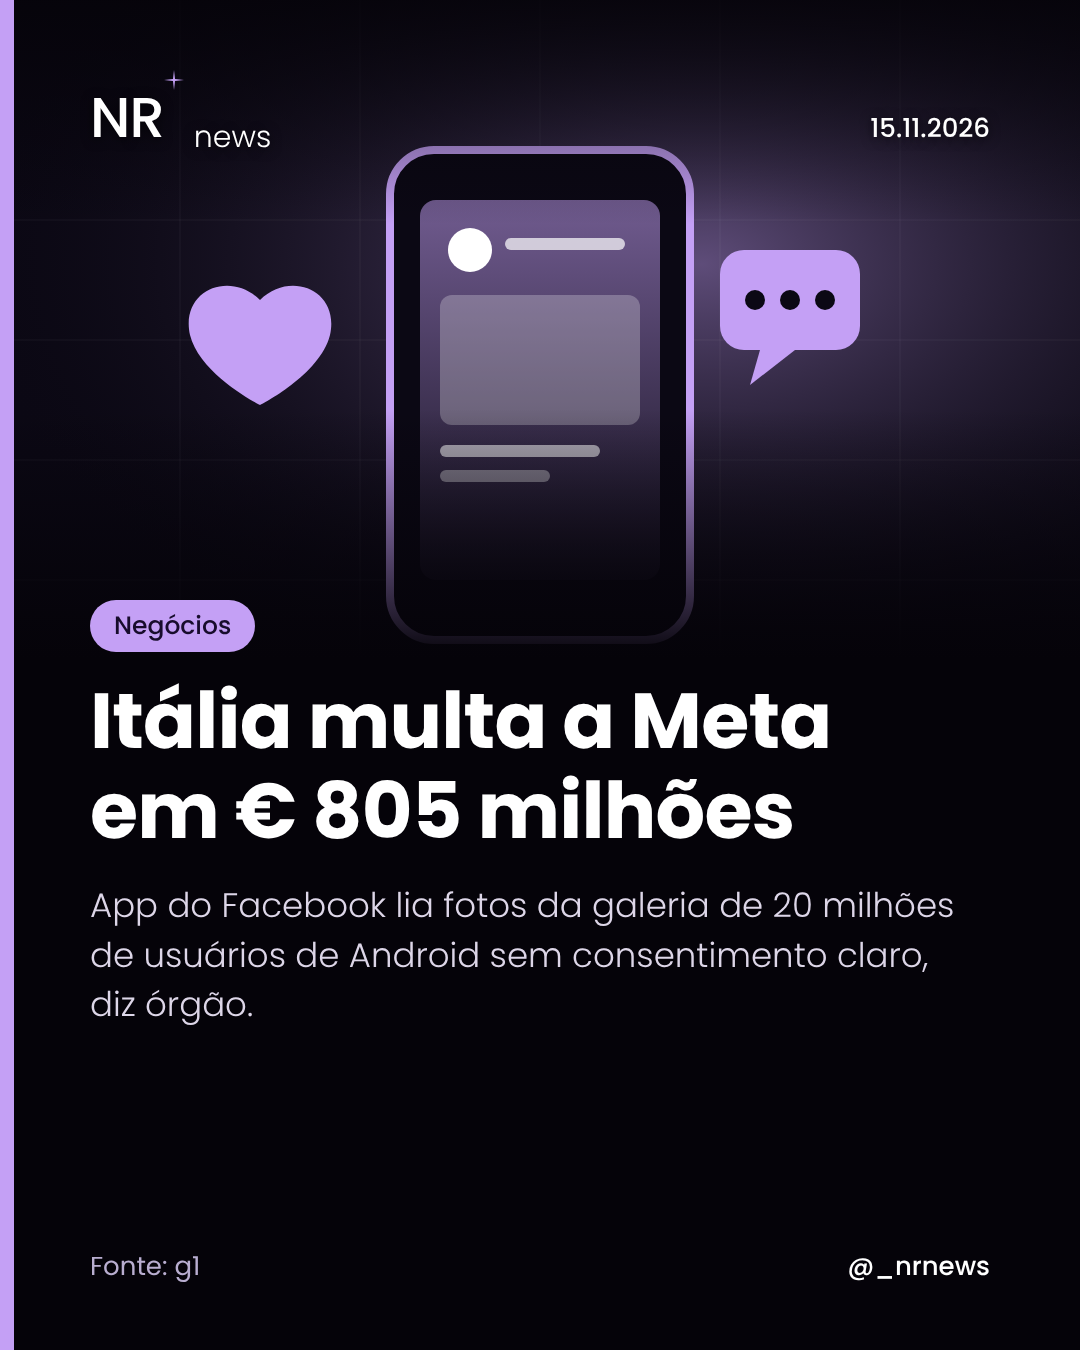 NR news
15.11.2026
Negócios
Itália multa a Meta
em € 805 milhões
App do Facebook lia fotos da galeria de 20 milhões
de usuários de Android sem consentimento claro,
diz órgão.
Fonte: g1
@_nrnews